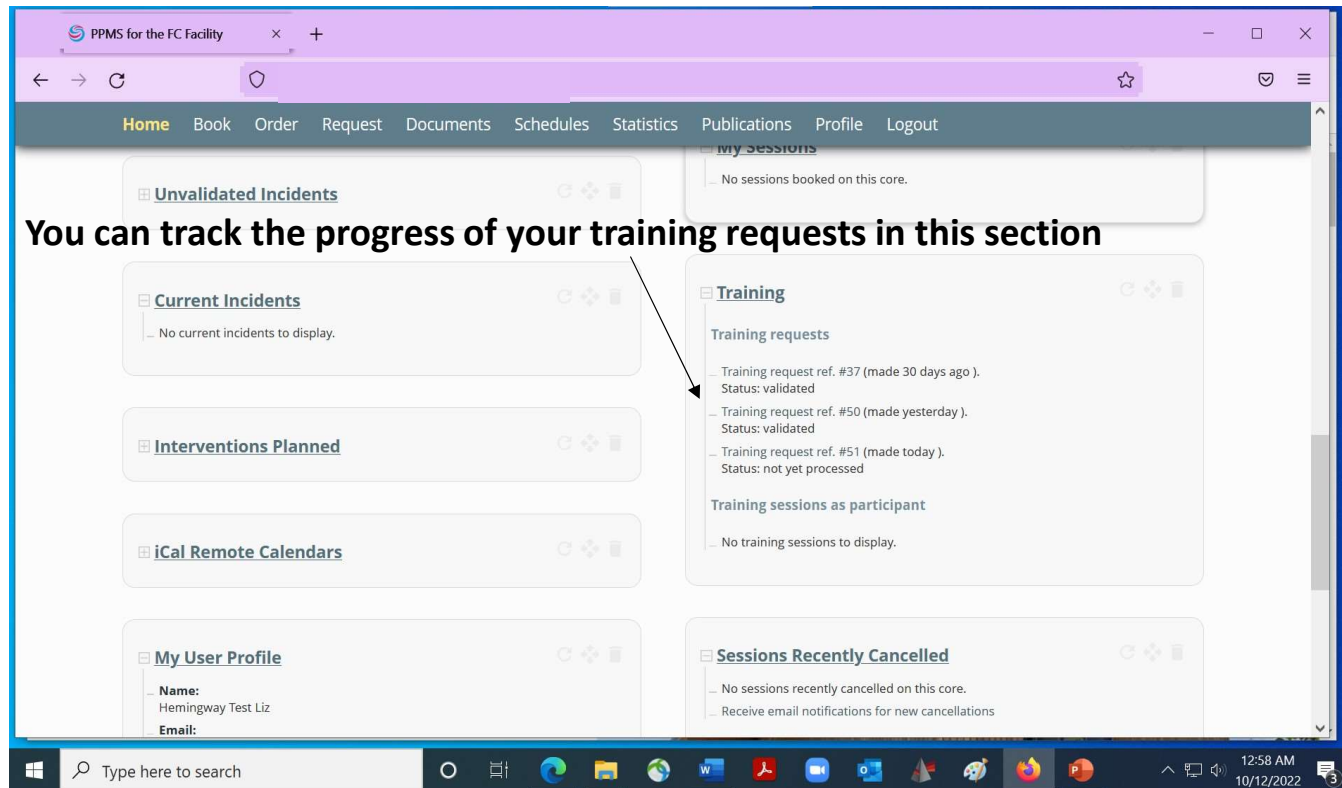 PPMS for the FC Facility
Home Book Order Request Documents Schedules Statistics Publications Profile Logout
Unvalidated Incidents
My Sessions
No sessions booked on this core.
You can track the progress of your training requests in this section
Current Incidents
No current incidents to display.
Interventions Planned
iCal Remote Calendars
My User Profile
Name:
Hemingway Test Liz
Email:
Training
Training requests
Training request ref. #37 (made 30 days ago ).
Status: validated
Training request ref. #50 (made yesterday ).
Status: validated
Training request ref. #51 (made today ).
Status: not yet processed
Training sessions as participant
No training sessions to display.
Sessions Recently Cancelled
No sessions recently cancelled on this core.
Receive email notifications for new cancellations
Type here to search
12:58 AM
10/12/2022
3